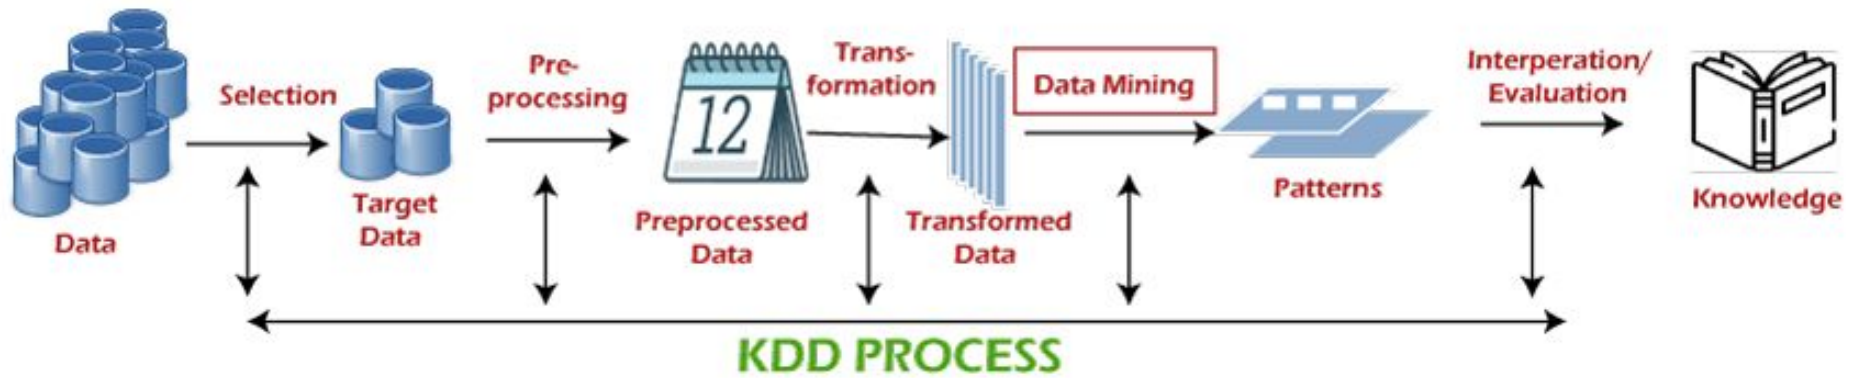 Data
Selection
Target
Data
Pre-
processing
12
Preprocessed
Data
Trans-
formation
Transformed
Data
Data Mining
Patterns
Interperation/
Evaluation
Knowledge
KDD PROCESS